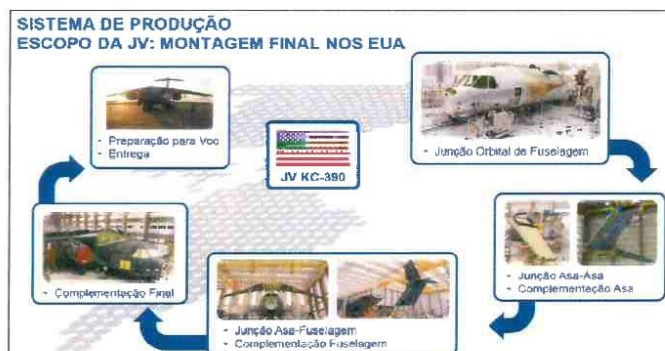 SISTEMA DE PRODUÇÃO
ESCOPO DA JV: MONTAGEM FINAL NOS EUA
- Preparação para Voo
- Entrega
JV KC-390
- Junção Orbital de Fuselagem
- Junção Asa-Asa
- Complementação Asa
- Junção Asa-Fuselagem
- Complementação Fuselagem
- Complementação Final